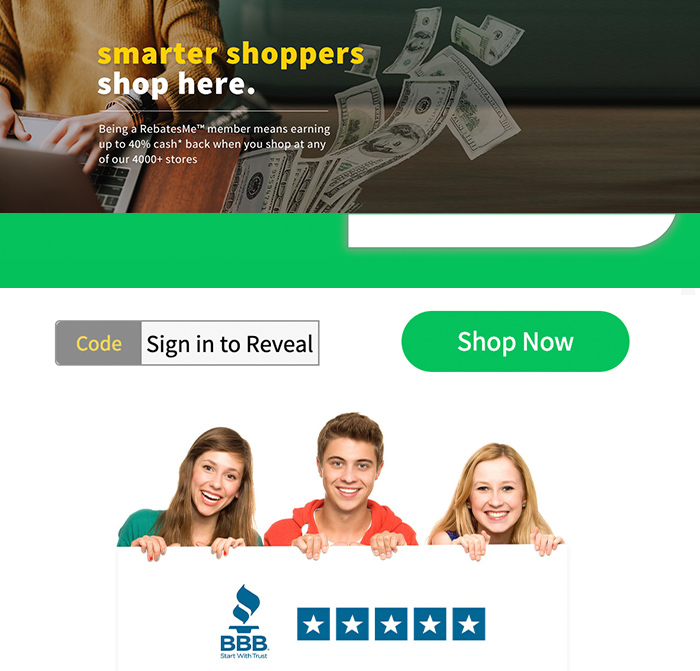 smarter shoppers
shop here.
Being a RebatesMe™ member means earning
up to 40% cash* back when you shop at any
of our 4000+ stores
Code Sign in to Reveal
Shop Now
BBB.
Start With Trust